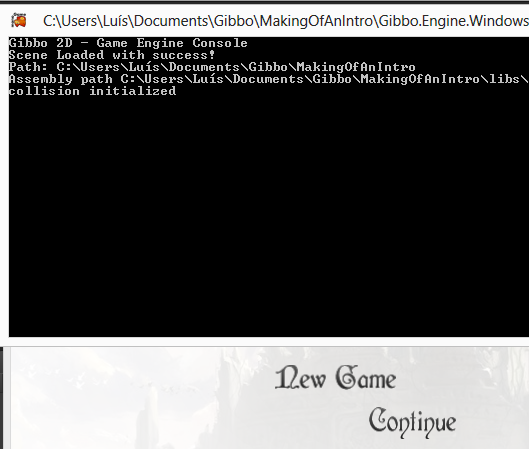 C:\Users\Luís\Documents\Gibbo\MakingOfAnIntro\Gibbo.Engine.Windows
Gibbo 2D - Game Engine Console
Scene Loaded with success!
Path: C:\Users\Luís\Documents\Gibbo\MakingOfAnIntro
Assembly path C:\Users\Luís\Documents\Gibbo\MakingOfAnIntro\libs\
collision initialized
New Game
Continue